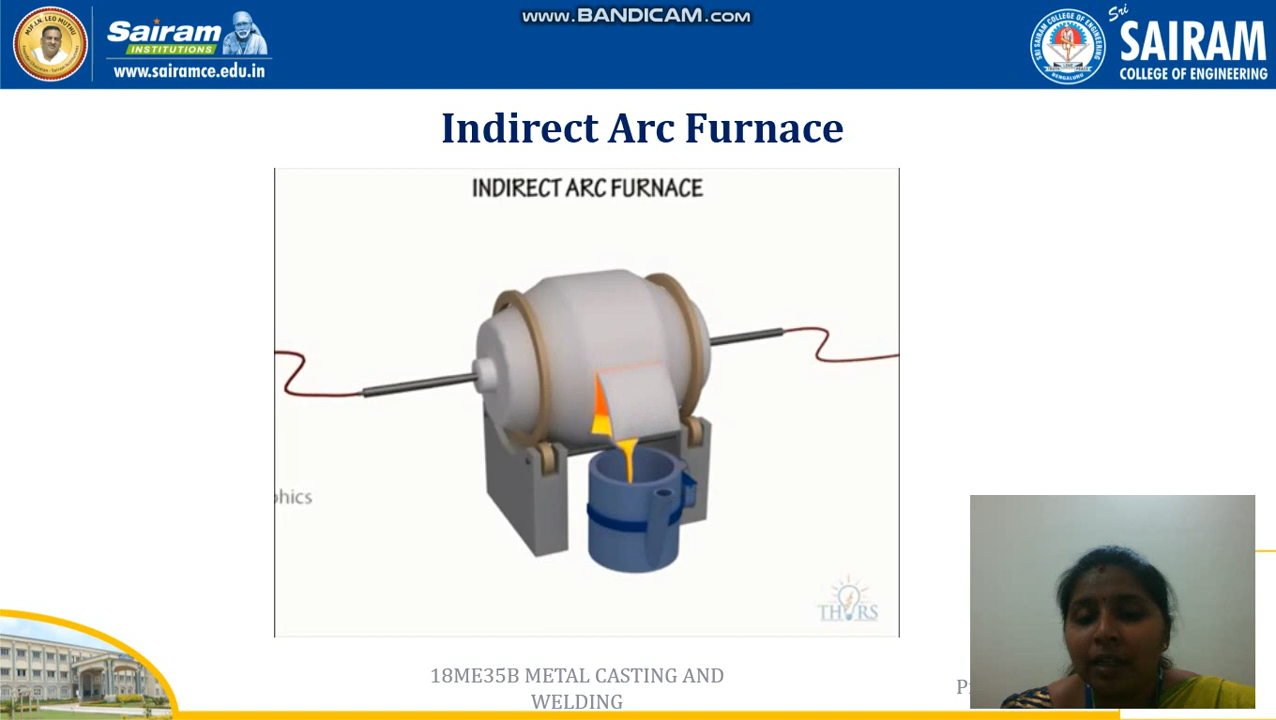 www.BANDICAM.com
Sairam
INSTITUTIONS
www.sairamce.edu.in
Sri
SAIRAM
COLLEGE OF ENGINEERING
Indirect Arc Furnace
INDIRECT ARC FURNACE
phics
THORS
18ME35B METAL CASTING AND
WELDING